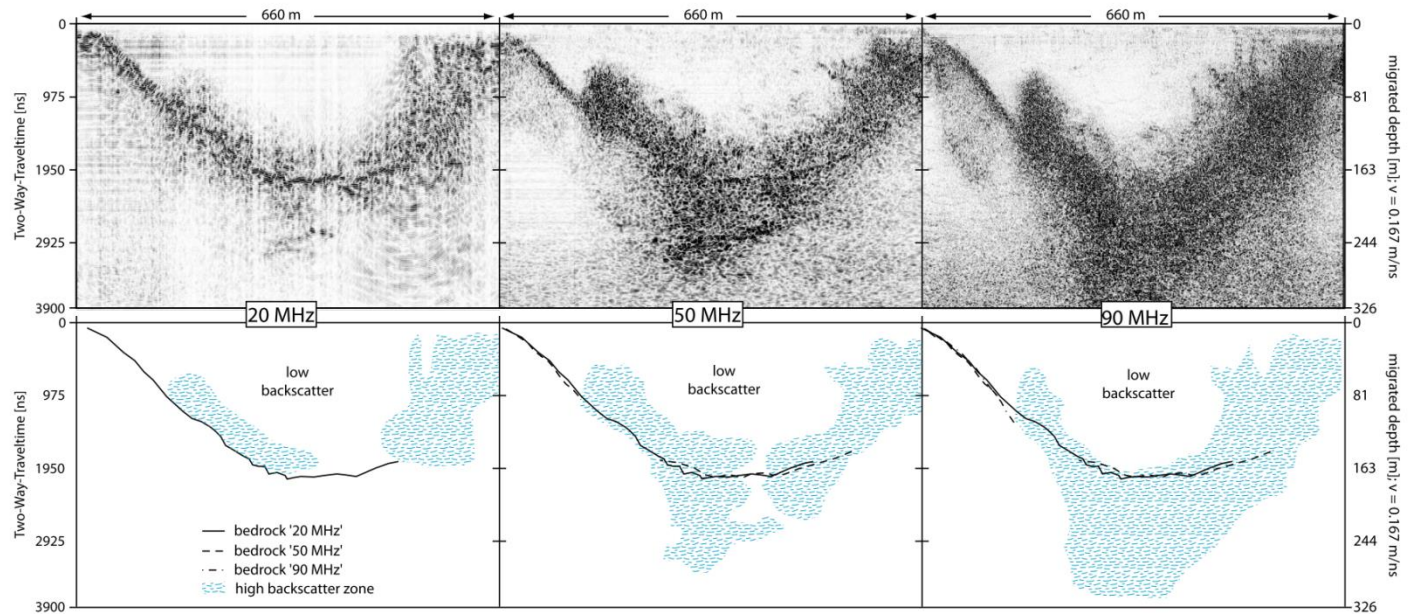 660 m 660 m 660 m
0 0
975 81
1950 163
2925 244
3900 326
Two-Way-Traveltime [ns]
migrated depth [m]; v = 0.167 m/ns
20 MHz 50 MHz 90 MHz
0 0
975 81
1950 163
2925 244
3900 326
Two-Way-Traveltime [ns]
migrated depth [m]; v = 0.167 m/ns
low
backscatter
low
backscatter
low
backscatter
bedrock '20 MHz'
bedrock '50 MHz'
bedrock '90 MHz'
high backscatter zone